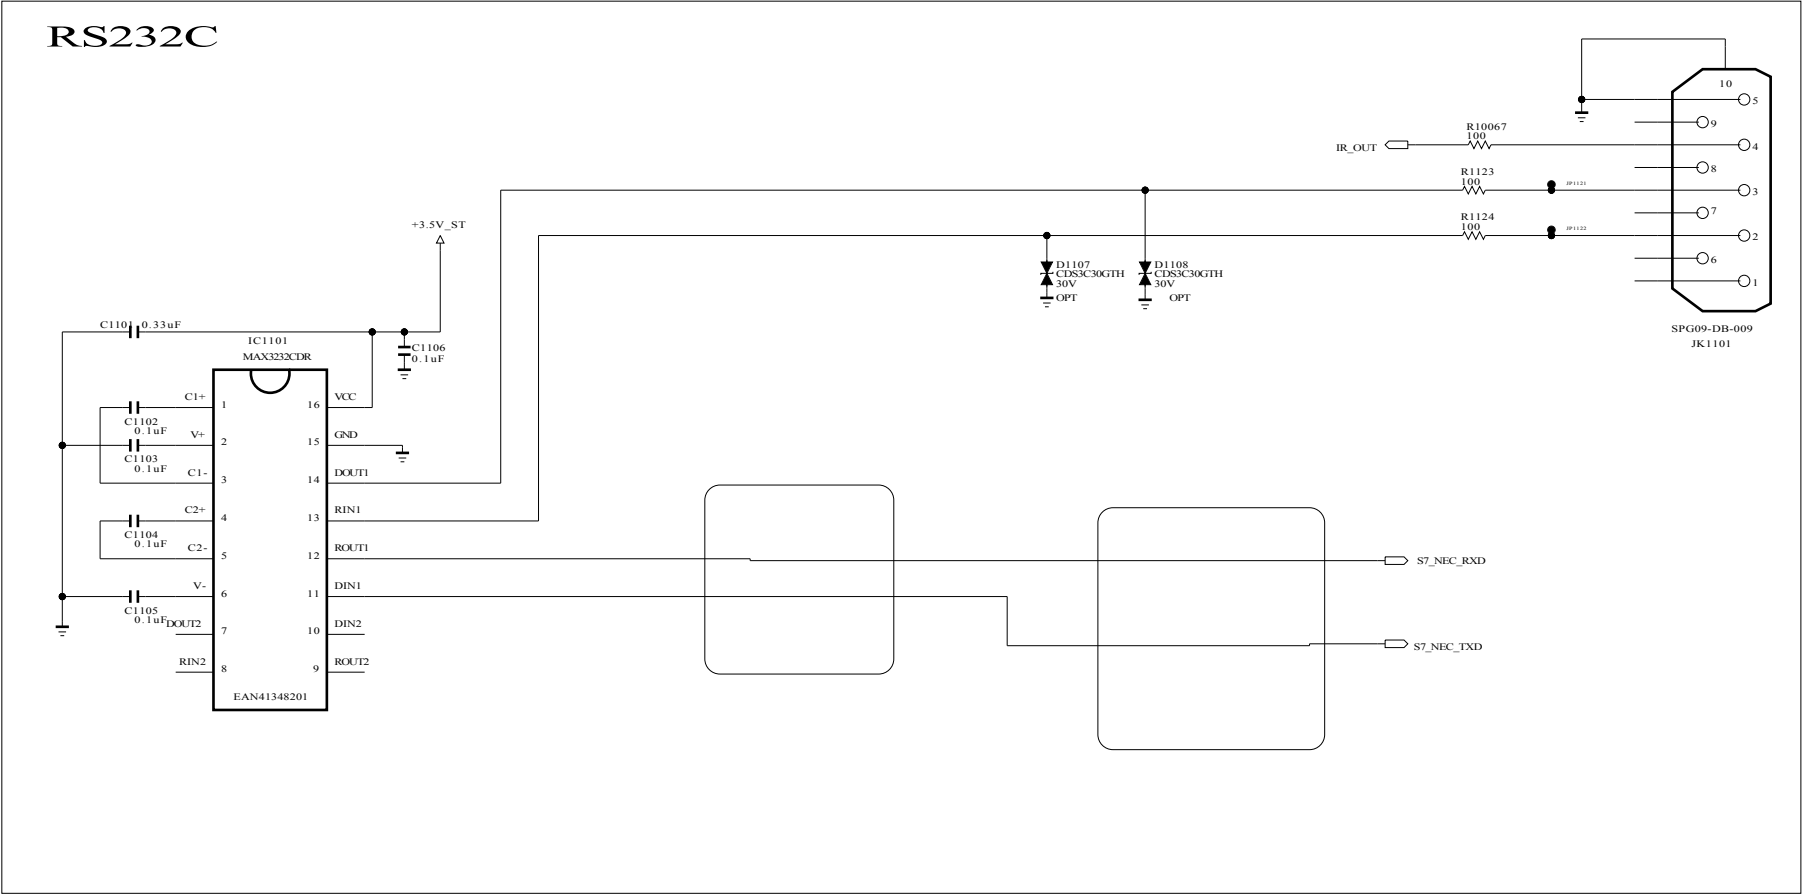 RS232C
10
5
9
R10067
100
IR_OUT
4
8
R1123
100
JP1121
3
7
+3.5V_ST
R1124
100
JP1122
2
D1107
CDS3C30GTH
30V
OPT
D1108
CDS3C30GTH
30V
OPT
6
1
SPG09-DB-009
JK1101
C1101 0.33uF
IC1101
MAX3232CDR
C1106
0.1uF
C1+
1
16
VCC
C1102
0.1uF
V+
2
15
GND
C1103
0.1uF
C1-
3
14
DOUT1
C2+
4
13
RIN1
C1104
0.1uF
C2-
5
12
ROUT1
S7_NEC_RXD
V-
6
11
DIN1
C1105
0.1uF
DOUT2
7
10
DIN2
S7_NEC_TXD
RIN2
8
9
ROUT2
EAN41348201